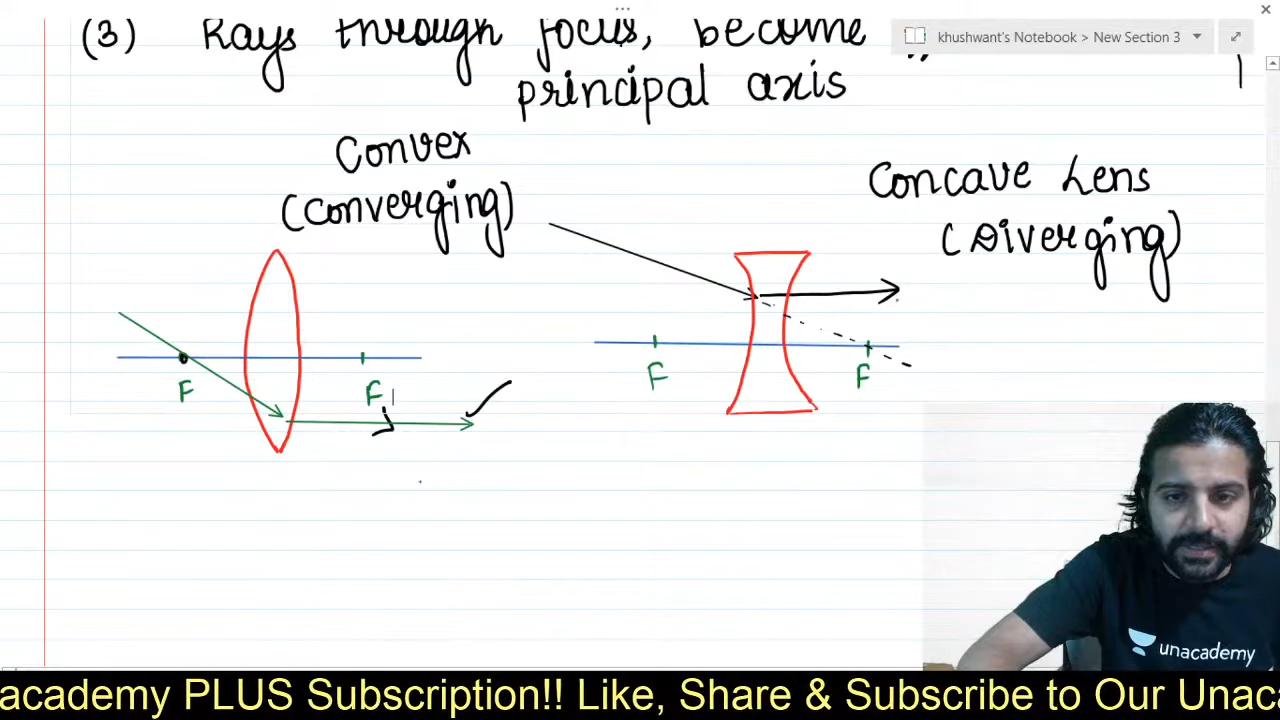 (3) Rays through focus, become
principal axis
khushwant's Notebook > New Section 3
Convex
(Converging)
Concave Lens
(Diverging)
F
F
F
F
unacademy
academy PLUS Subscription!! Like, Share & Subscribe to Our Unac